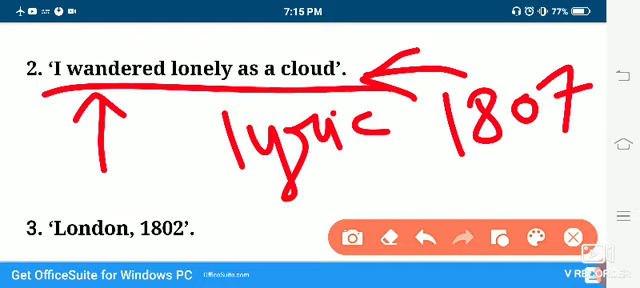 7:15 PM 77%
2. ‘I wandered lonely as a cloud’.
lyric 1807
3. ‘London, 1802’.
Get OfficeSuite for Windows PC OfficeSuite.com
V RECORDER